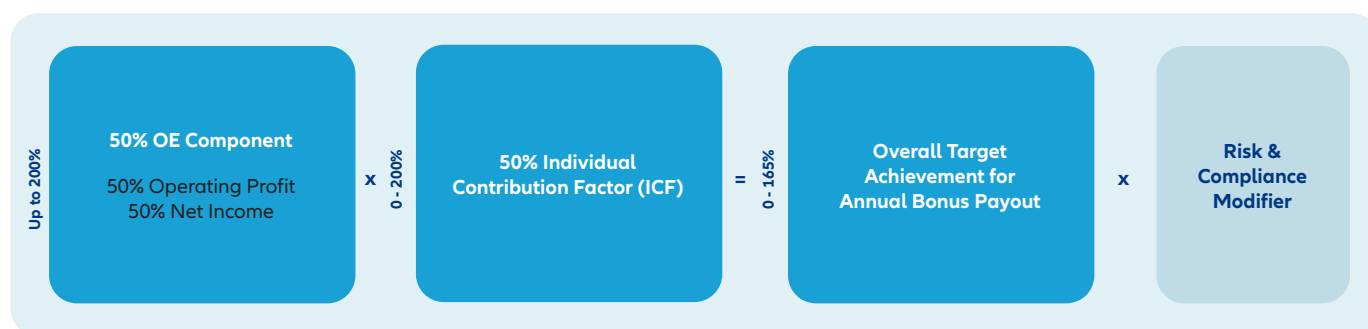 Up to 200%
50% OE Component
50% Operating Profit
50% Net Income
x
0 - 200%
50% Individual
Contribution Factor (ICF)
=
0 - 165%
Overall Target
Achievement for
Annual Bonus Payout
x
Risk &
Compliance
Modifier